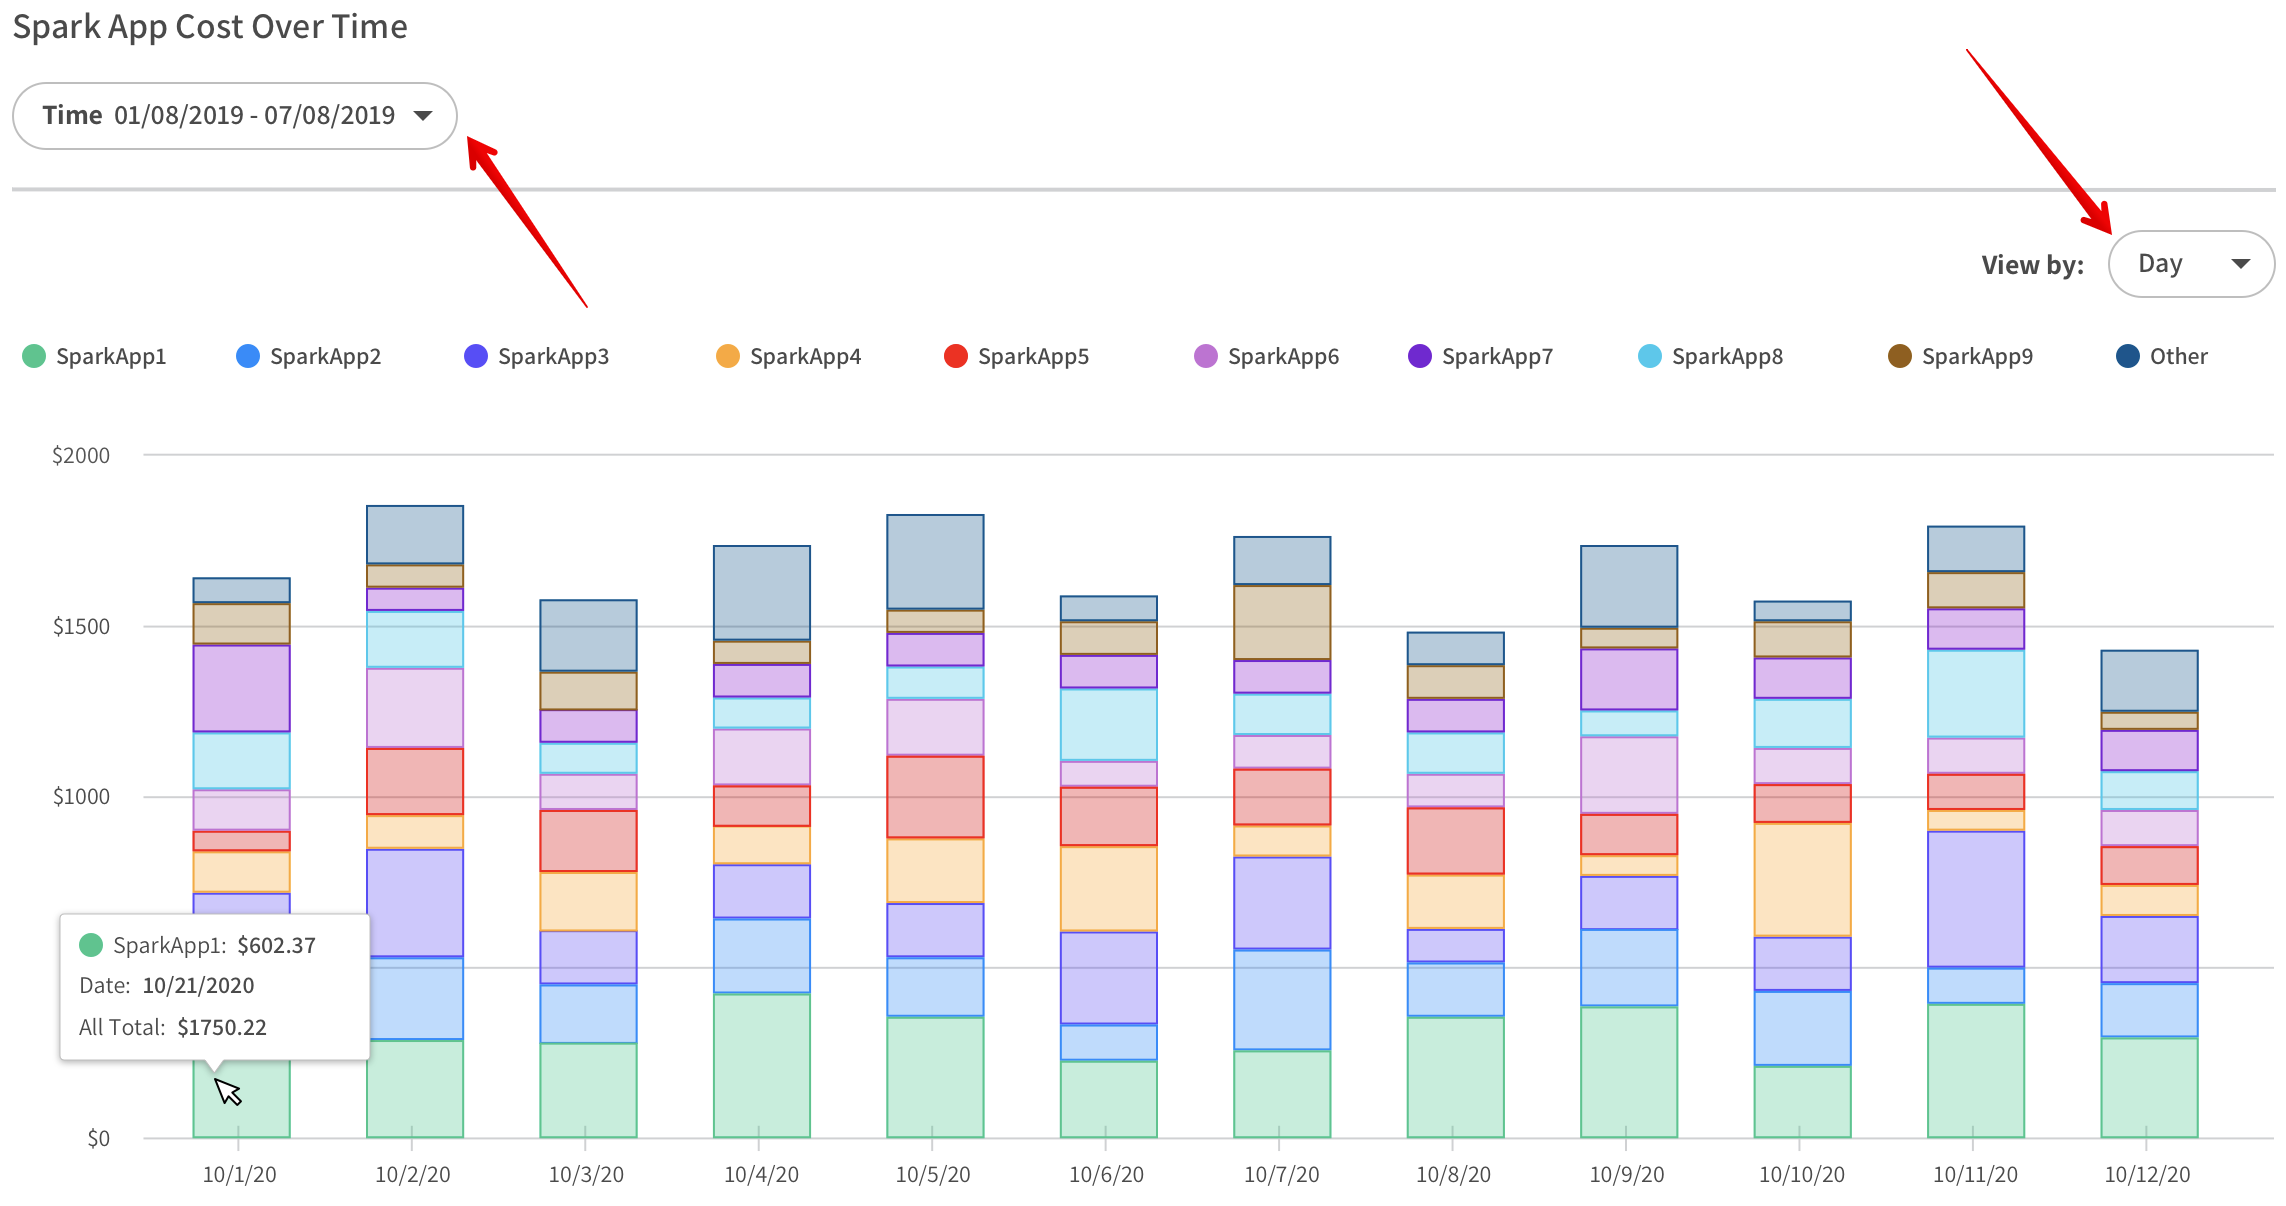 Spark App Cost Over Time
Time 01/08/2019 - 07/08/2019
View by: Day
SparkApp1 SparkApp2 SparkApp3 SparkApp4 SparkApp5 SparkApp6 SparkApp7 SparkApp8 SparkApp9 Other
$2000
$1500
$1000
SparkApp1: $602.37
Date: 10/21/2020
All Total: $1750.22
$0
10/1/20 10/2/20 10/3/20 10/4/20 10/5/20 10/6/20 10/7/20 10/8/20 10/9/20 10/10/20 10/11/20 10/12/20